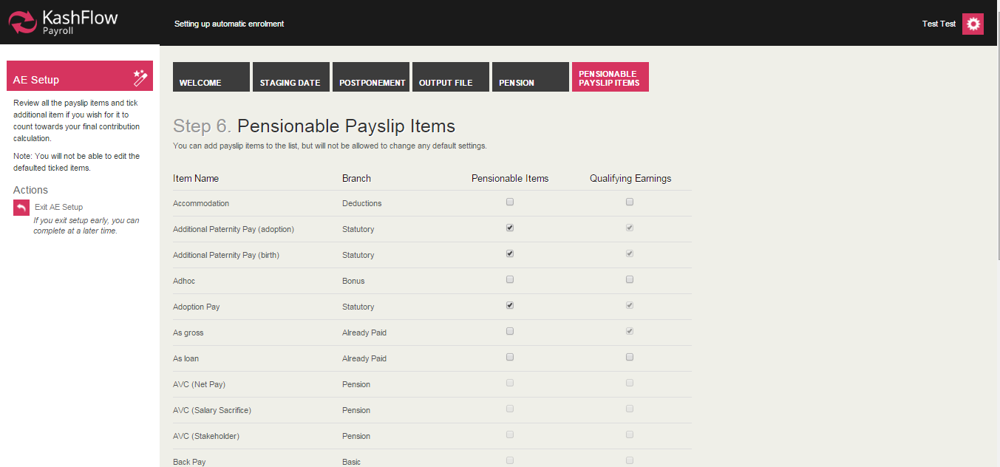 KashFlow
Payroll
Setting up automatic enrolment
Test Test
AE Setup
Review all the payslip items and tick
additional item if you wish for it to
count towards your final contribution
calculation.
Note: You will not be able to edit the
defaulted ticked items.
Actions
Exit AE Setup
If you exit setup early, you can
complete at a later time.
WELCOME
STAGING DATE
POSTPONEMENT
OUTPUT FILE
PENSION
PENSIONABLE
PAYSLIP ITEMS
Step 6. Pensionable Payslip Items
You can add payslip items to the list, but will not be allowed to change any default settings.
Item Name Branch Pensionable Items Qualifying Earnings
Accommodation Deductions
Additional Paternity Pay (adoption) Statutory
Additional Paternity Pay (birth) Statutory
Adhoc Bonus
Adoption Pay Statutory
As gross Already Paid
As loan Already Paid
AVC (Net Pay) Pension
AVC (Salary Sacrifice) Pension
AVC (Stakeholder) Pension
Back Pay Basic